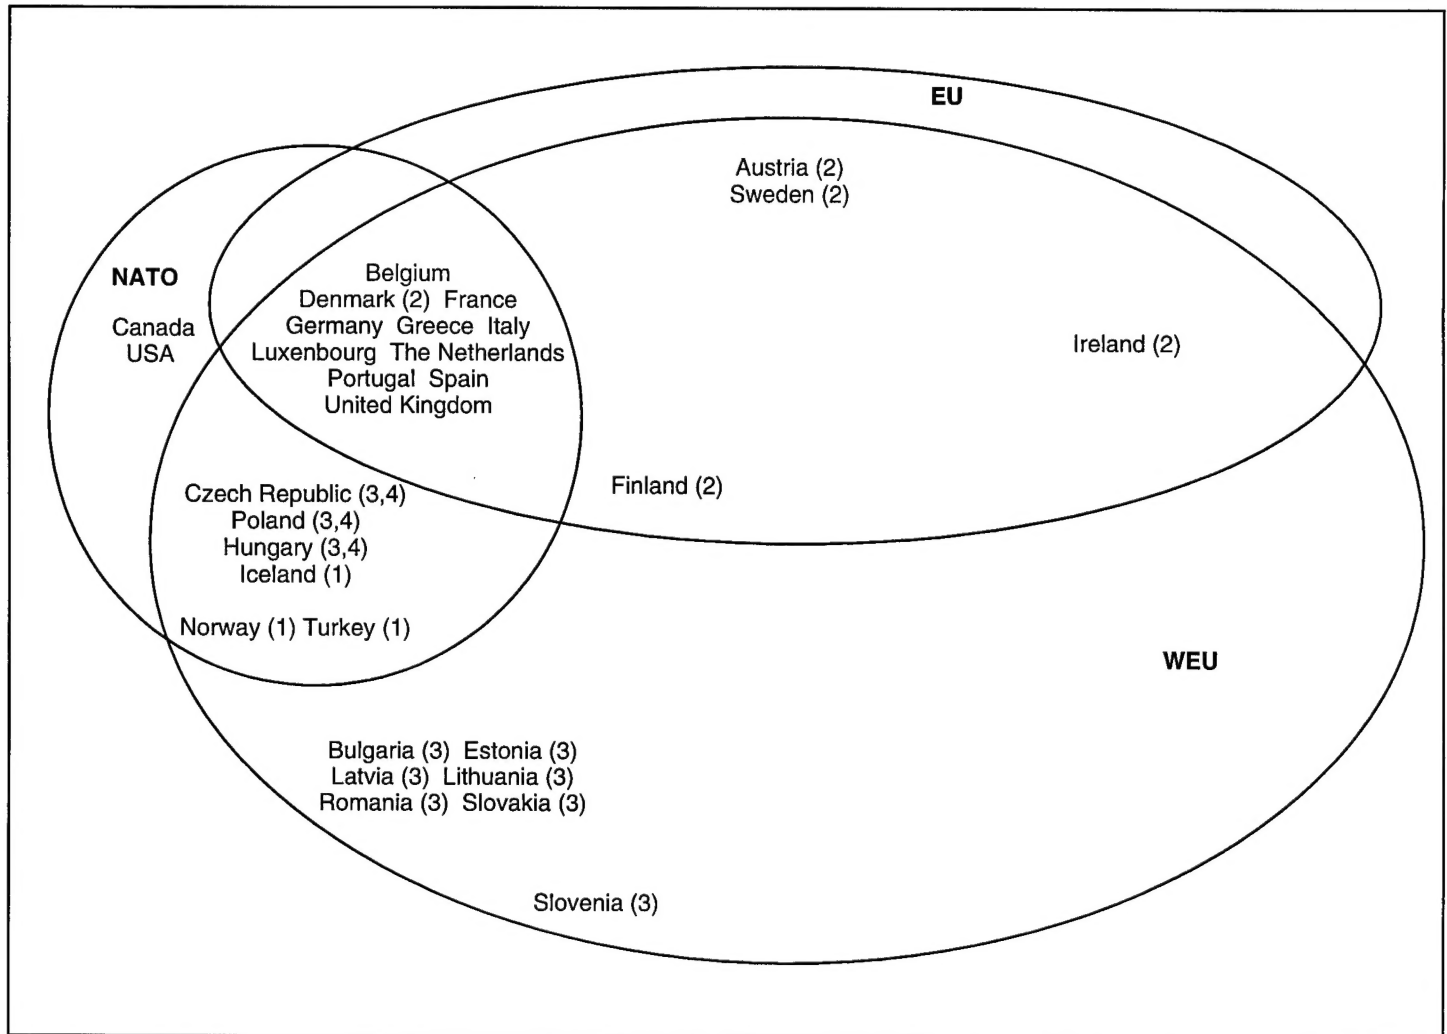 EU
Austria (2)
Sweden (2)
NATO
Canada
USA
Belgium
Denmark (2) France
Germany Greece Italy
Luxenbourg The Netherlands
Portugal Spain
United Kingdom
Ireland (2)
Finland (2)
Czech Republic (3,4)
Poland (3,4)
Hungary (3,4)
Iceland (1)
Norway (1) Turkey (1)
WEU
Bulgaria (3) Estonia (3)
Latvia (3) Lithuania (3)
Romania (3) Slovakia (3)
Slovenia (3)